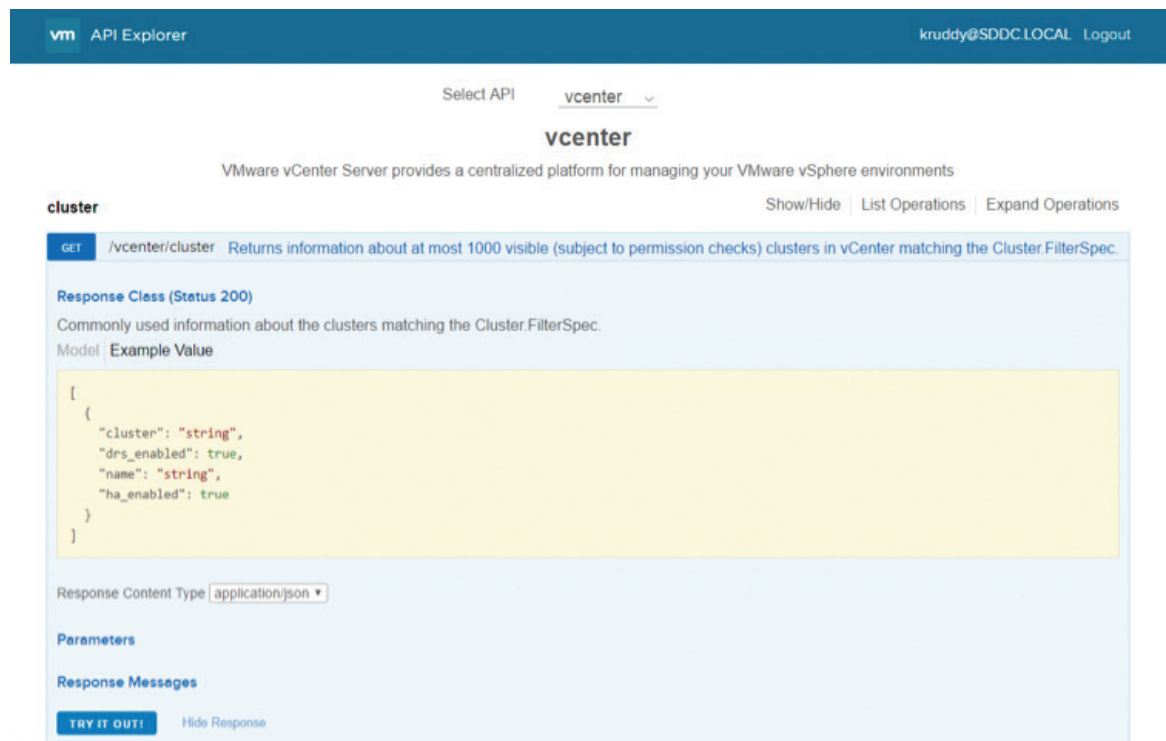 vm API Explorer kruddy@SDDC.LOCAL Logout
Select API vcenter
vcenter
VMware vCenter Server provides a centralized platform for managing your VMware vSphere environments
cluster Show/Hide List Operations Expand Operations
GET /vcenter/cluster Returns information about at most 1000 visible (subject to permission checks) clusters in vCenter matching the Cluster.FilterSpec.
Response Class (Status 200)
Commonly used information about the clusters matching the Cluster.FilterSpec.
Model Example Value
[
{
"cluster": "string",
"drs_enabled": true,
"name": "string",
"ha_enabled": true
}
]
Response Content Type application/json
Parameters
Response Messages
TRY IT OUT! Hide Response